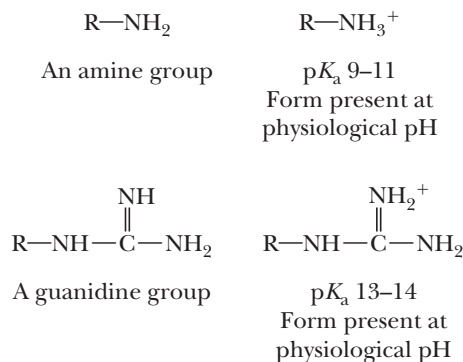 R—NH₂ R—NH₃⁺
An amine group pKₐ 9–11
Form present at
physiological pH
NH NH₂⁺
R—NH—C—NH₂ R—NH—C—NH₂
A guanidine group pKₐ 13–14
Form present at
physiological pH